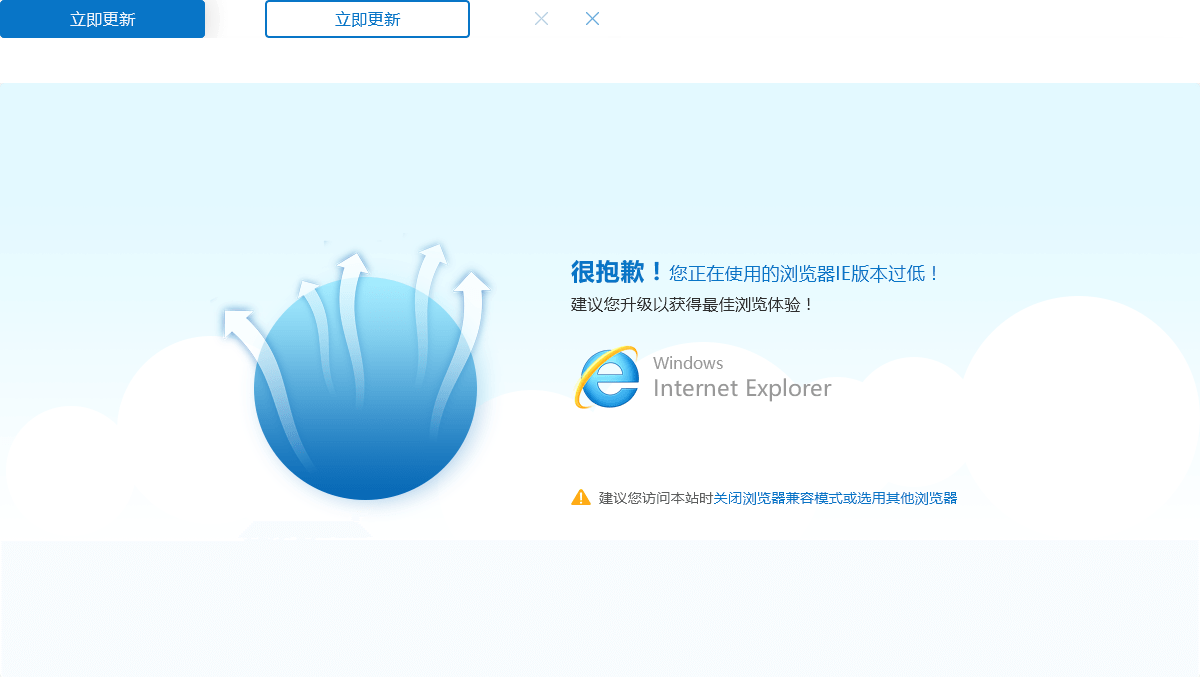 立即更新
立即更新
很抱歉！您正在使用的浏览器IE版本过低！
建议您升级以获得最佳浏览体验！
Windows
Internet Explorer
建议您访问本站时关闭浏览器兼容模式或选用其他浏览器